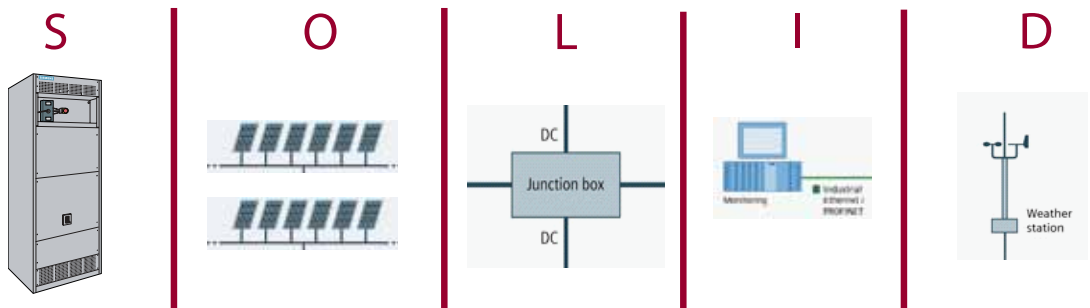 S O L I D
DC
Junction box
DC
Monitoring
Industrial
Ethernet /
PROFINET
Weather
station